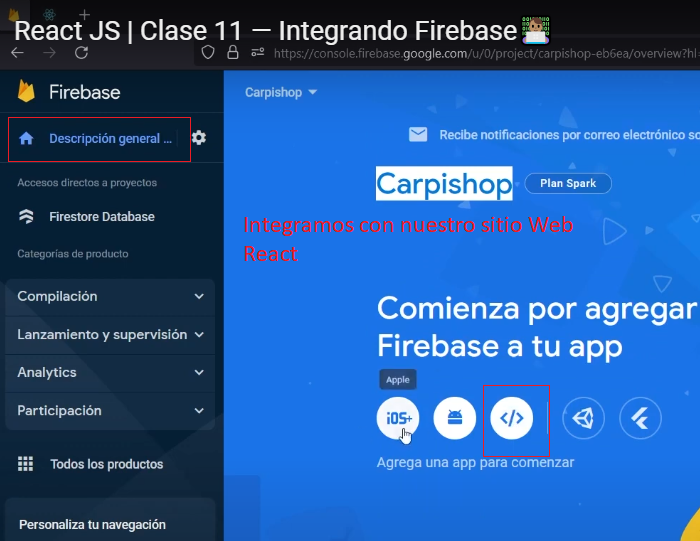 React JS | Clase 11 — Integrando Firebase
https://console.firebase.google.com/u/0/project/carpishop-eb6ea/overview?hl=
Firebase
Carpishop
Descripción general ...
Recibe notificaciones por correo electrónico so
Accesos directos a proyectos
Carpishop
Plan Spark
Firestore Database
Integramos con nuestro sitio Web
React
Categorías de producto
Compilación
Comienza por agregar
Lanzamiento y supervisión
Firebase a tu app
Analytics
Apple
Participación
iOS+
</>
Todos los productos
Agrega una app para comenzar
Personaliza tu navegación